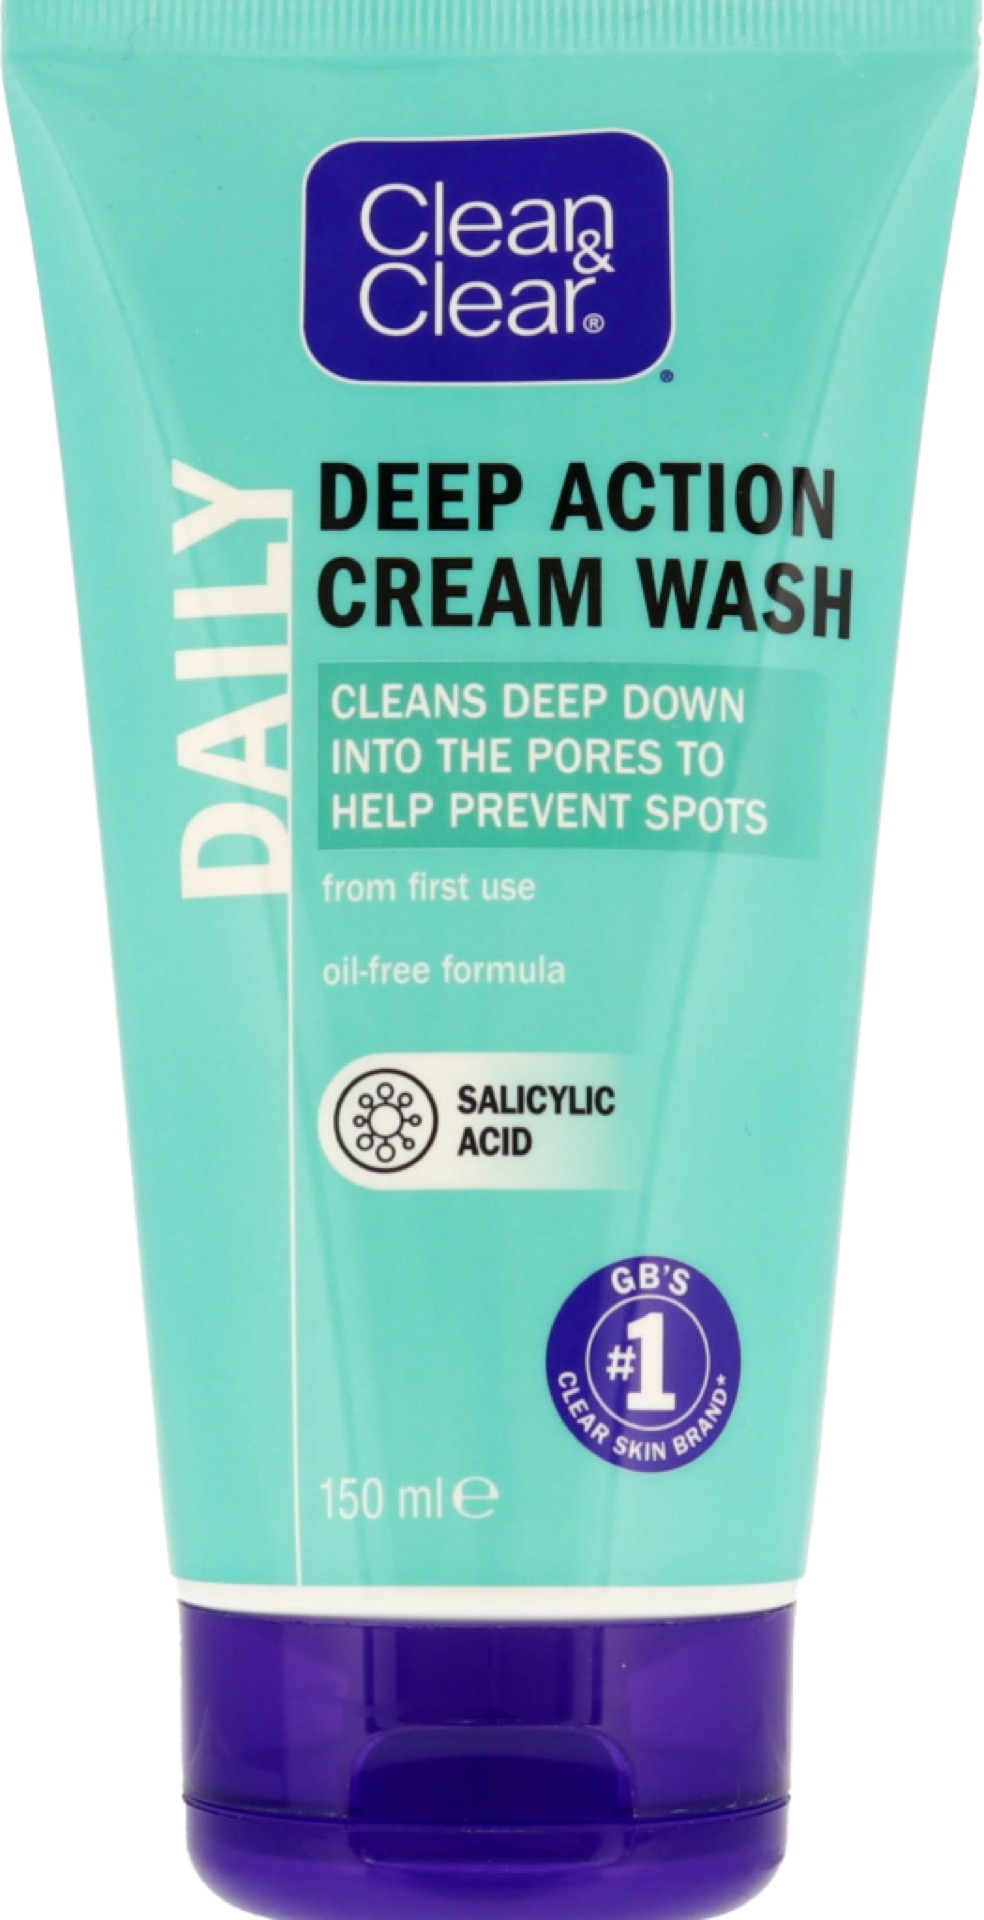 Clean
&
Clear®
®
DAILY
DEEP ACTION
CREAM WASH
CLEANS DEEP DOWN
INTO THE PORES TO
HELP PREVENT SPOTS
from first use
oil-free formula
SALICYLIC
ACID
GB'S
#1
CLEAR SKIN BRAND*
150 ml ℮